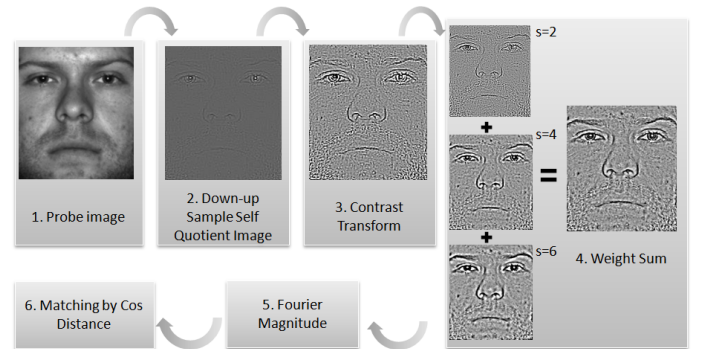 1. Probe image
2. Down-up
Sample Self
Quotient Image
3. Contrast
Transform
s=2
s=4
s=6
4. Weight Sum
5. Fourier
Magnitude
6. Matching by Cos
Distance